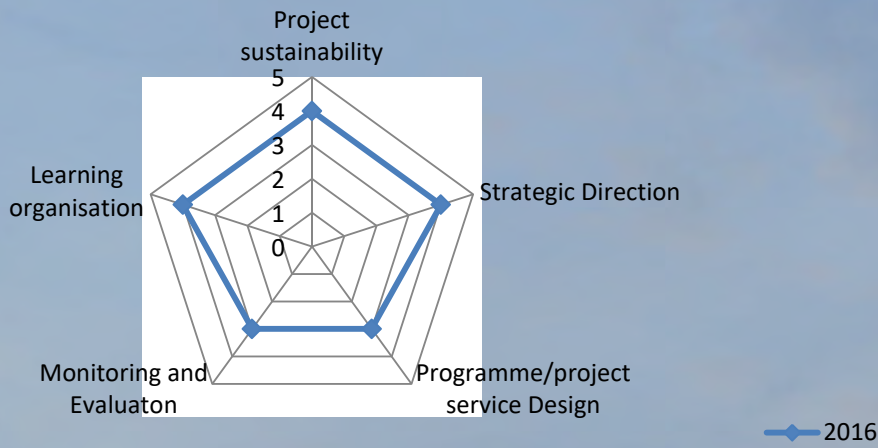 Project
sustainability
5
4
3
2
1
0
Strategic Direction
Programme/project
service Design
Monitoring and
Evaluaton
Learning
organisation
2016